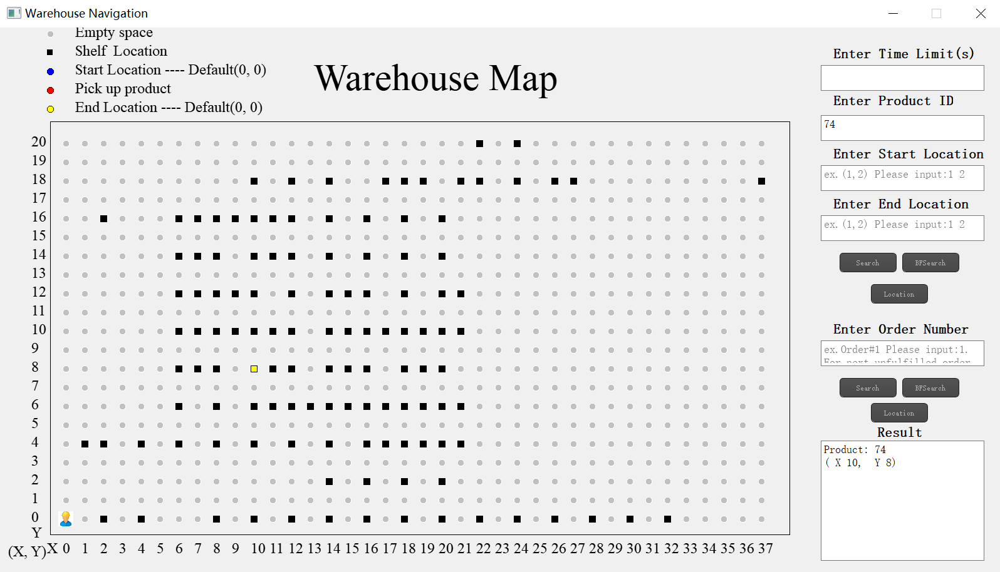 Warehouse Navigation
Empty space
Shelf Location
Start Location ---- Default(0, 0)
Pick up product
End Location ---- Default(0, 0)
Warehouse Map
20
19
18
17
16
15
14
13
12
11
10
9
8
7
6
5
4
3
2
1
0
Y
(X, Y)X 0 1 2 3 4 5 6 7 8 9 10 11 12 13 14 15 16 17 18 19 20 21 22 23 24 25 26 27 28 29 30 31 32 33 34 35 36 37
Enter Time Limit(s)
Enter Product ID
74
Enter Start Location
ex.(1,2) Please input:1 2
Enter End Location
ex.(1,2) Please input:1 2
Search BFSearch
Location
Enter Order Number
ex.Order#1 Please input:1.
For next unfulfilled order
Search BFSearch
Location
Result
Product: 74
( X 10, Y 8)